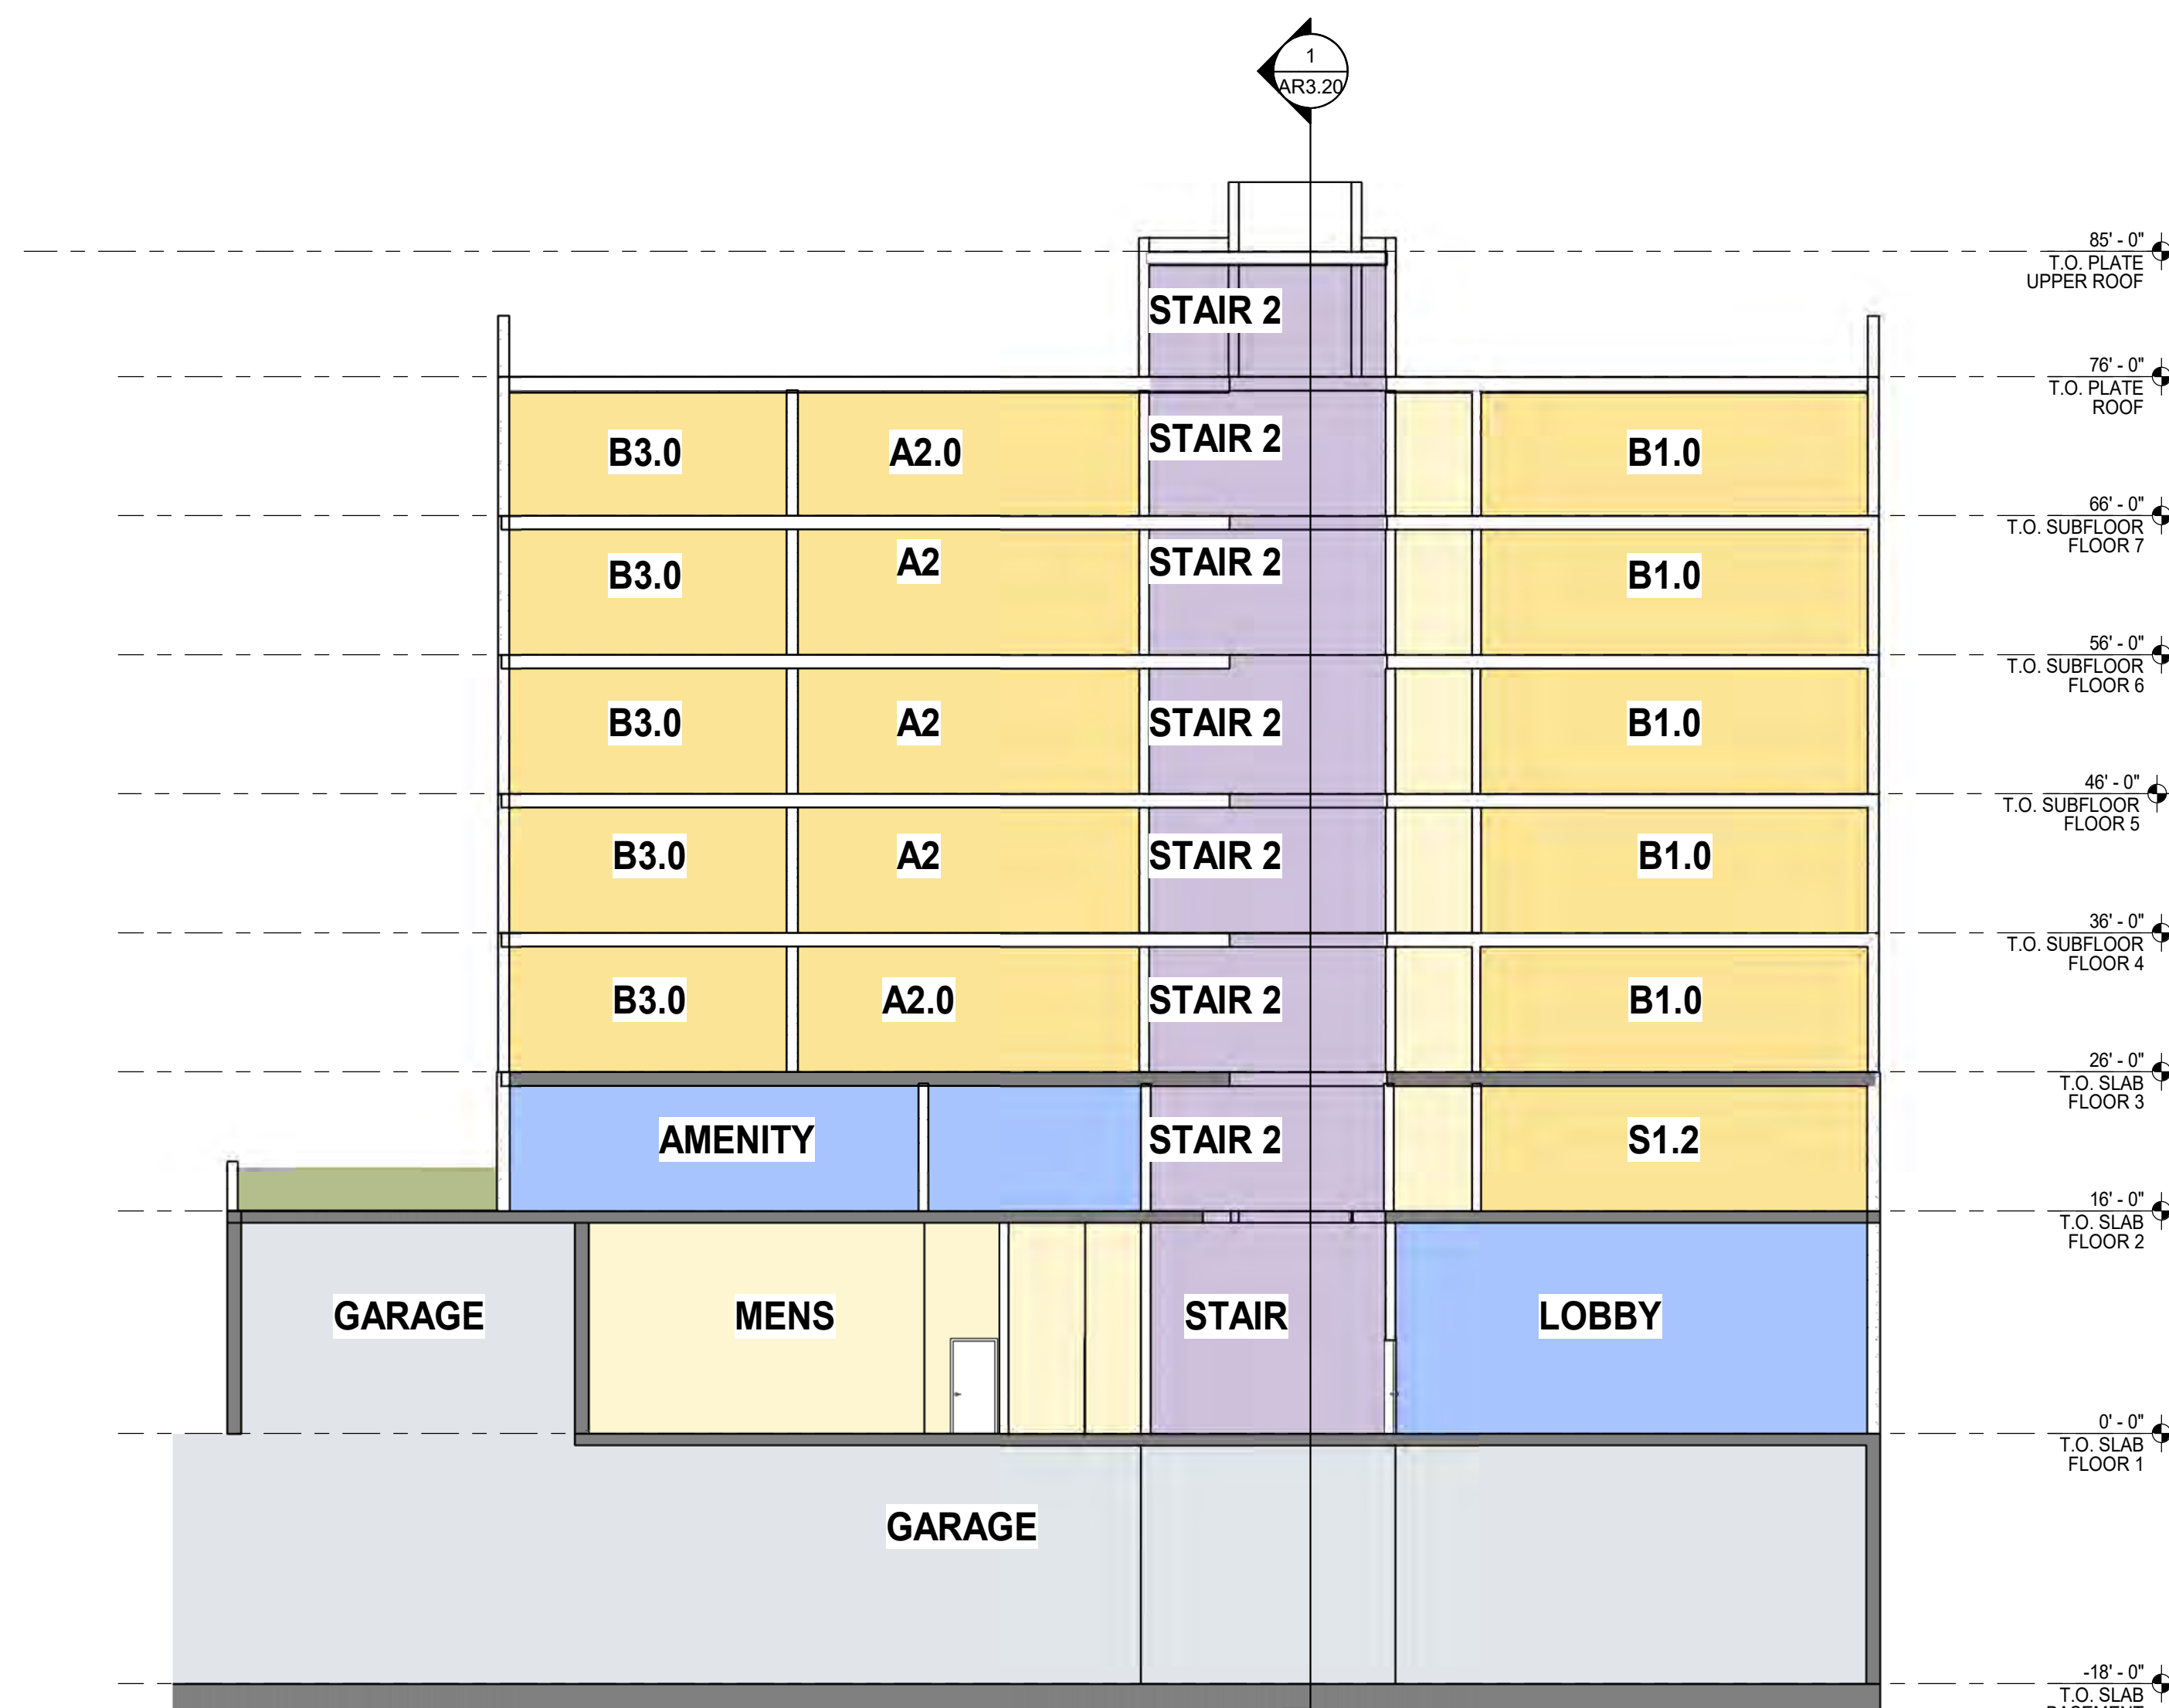 1
AR3.20
85' - 0"
T.O. PLATE
UPPER ROOF
STAIR 2
76' - 0"
T.O. PLATE
ROOF
B3.0 A2.0 STAIR 2 B1.0
66' - 0"
T.O. SUBFLOOR
FLOOR 7
B3.0 A2 STAIR 2 B1.0
56' - 0"
T.O. SUBFLOOR
FLOOR 6
B3.0 A2 STAIR 2 B1.0
46' - 0"
T.O. SUBFLOOR
FLOOR 5
B3.0 A2 STAIR 2 B1.0
36' - 0"
T.O. SUBFLOOR
FLOOR 4
B3.0 A2.0 STAIR 2 B1.0
26' - 0"
T.O. SLAB
FLOOR 3
AMENITY STAIR 2 S1.2
16' - 0"
T.O. SLAB
FLOOR 2
GARAGE MENS STAIR LOBBY
0' - 0"
T.O. SLAB
FLOOR 1
GARAGE
-18' - 0"
T.O. SLAB
BASEMENT